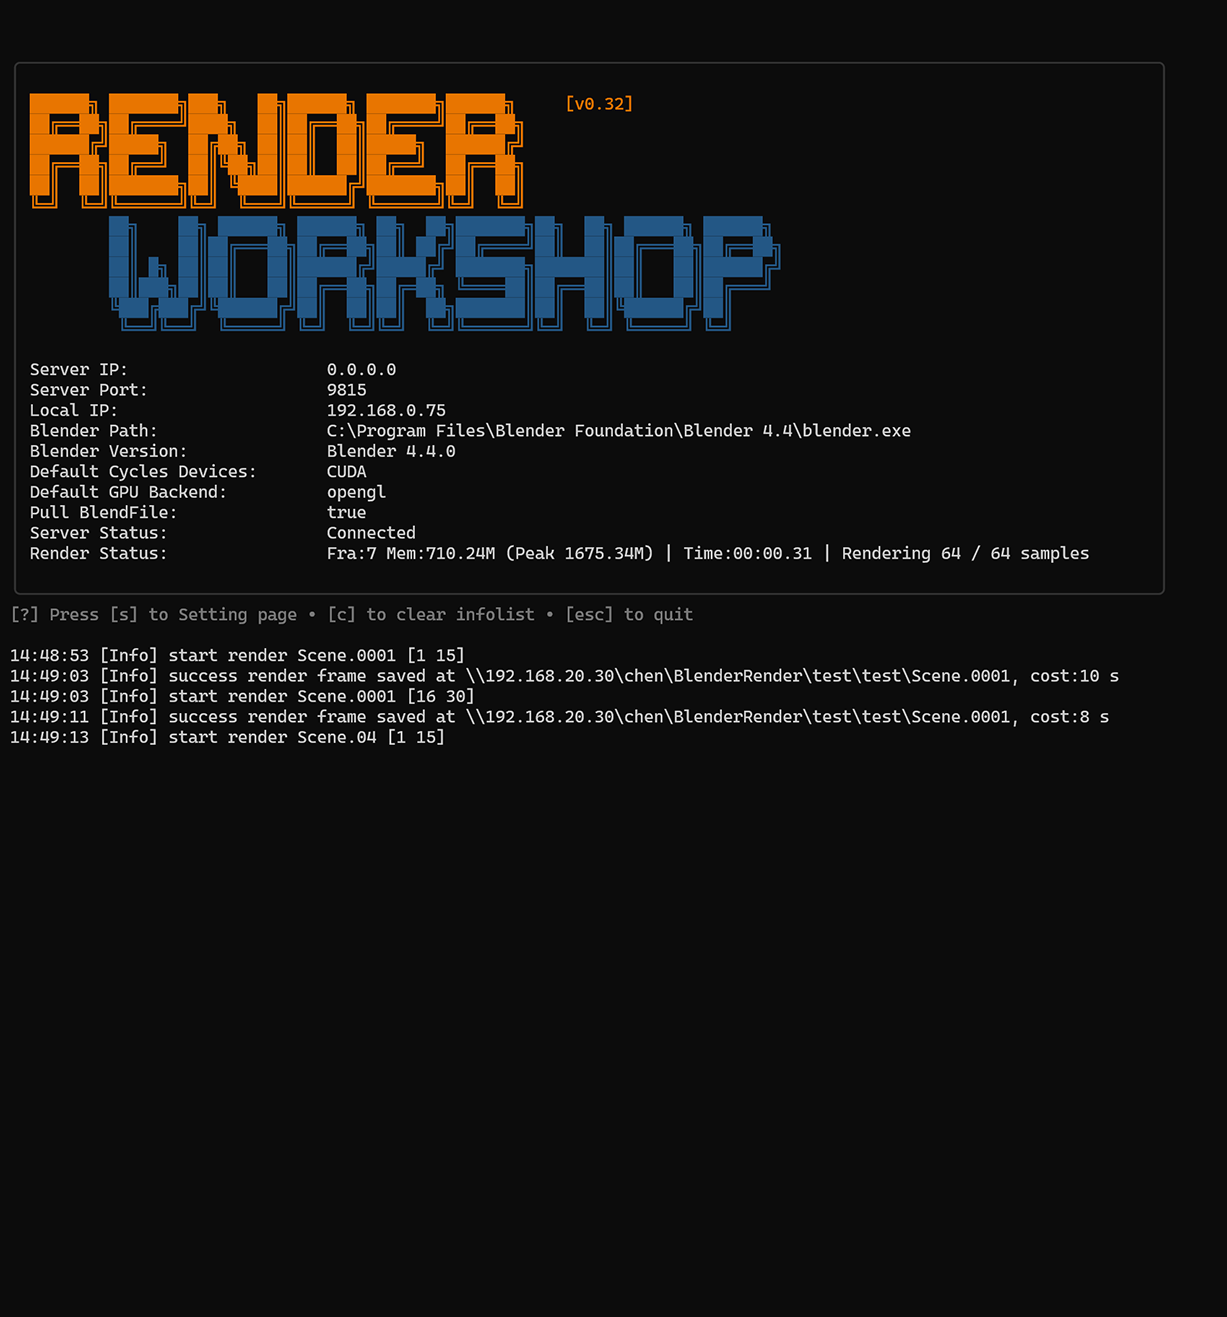 RENDER [v0.32]
WORKSHOP
Server IP: 0.0.0.0
Server Port: 9815
Local IP: 192.168.0.75
Blender Path: C:\Program Files\Blender Foundation\Blender 4.4\blender.exe
Blender Version: Blender 4.4.0
Default Cycles Devices: CUDA
Default GPU Backend: opengl
Pull BlendFile: true
Server Status: Connected
Render Status: Fra:7 Mem:710.24M (Peak 1675.34M) | Time:00:00.31 | Rendering 64 / 64 samples
[?] Press [s] to Setting page • [c] to clear infolist • [esc] to quit
14:48:53 [Info] start render Scene.0001 [1 15]
14:49:03 [Info] success render frame saved at \\192.168.20.30\chen\BlenderRender\test\test\Scene.0001, cost:10 s
14:49:03 [Info] start render Scene.0001 [16 30]
14:49:11 [Info] success render frame saved at \\192.168.20.30\chen\BlenderRender\test\test\Scene.0001, cost:8 s
14:49:13 [Info] start render Scene.04 [1 15]